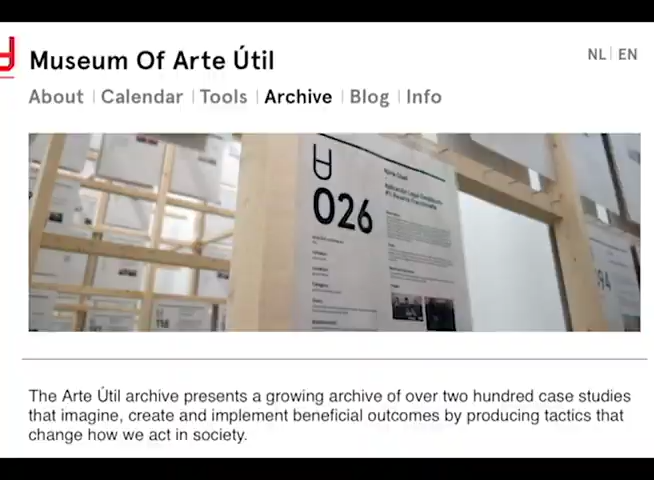 Museum Of Arte Útil
NL | EN
About | Calendar | Tools | Archive | Blog | Info
026
The Arte Útil archive presents a growing archive of over two hundred case studies
that imagine, create and implement beneficial outcomes by producing tactics that
change how we act in society.